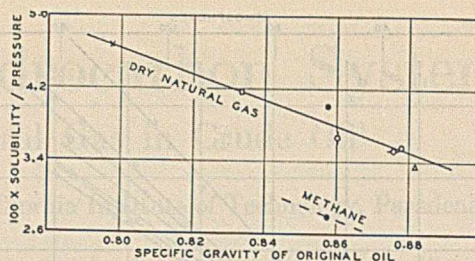 5.0
4.2
3.4
2.6
100 X SOLUBILITY / PRESSURE
DRY NATURAL GAS
METHANE
0.80
0.82
0.84
0.86
0.88
SPECIFIC GRAVITY OF ORIGINAL OIL